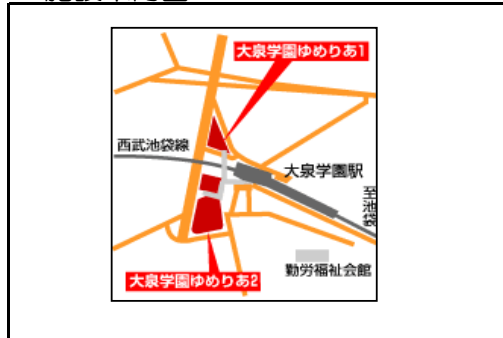 大泉学園ゆめりあ1
西武池袋線
大泉学園駅
至池袋
勤労福祉会館
大泉学園ゆめりあ2